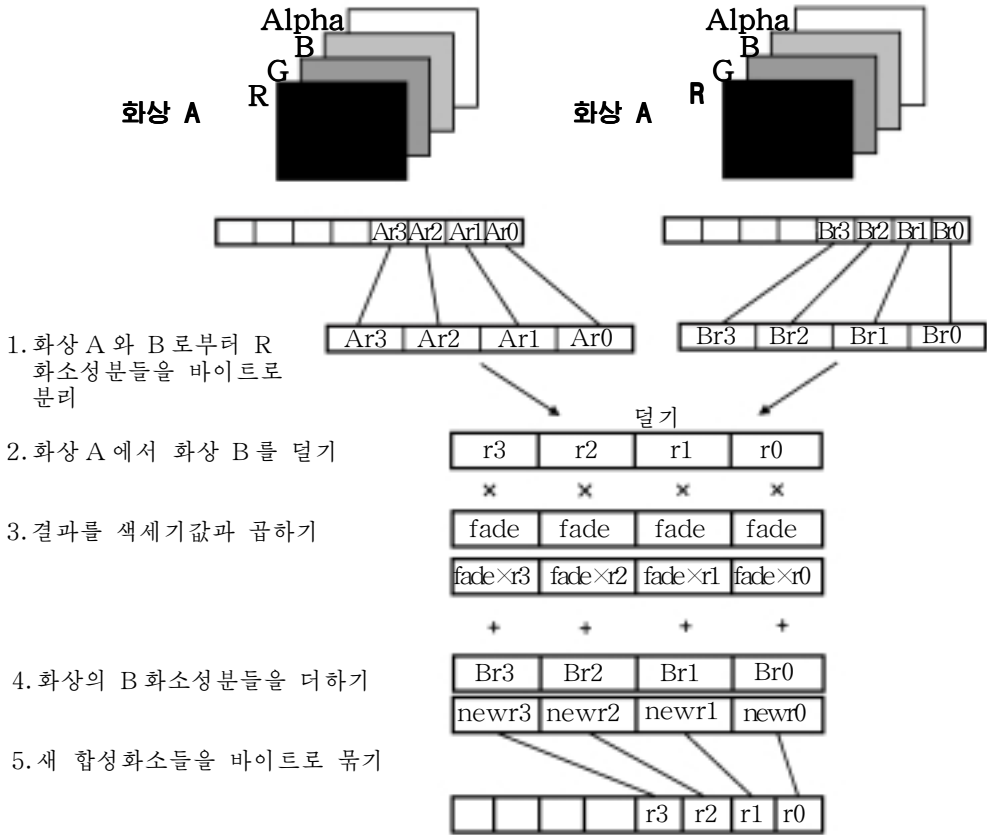 Alpha
B
G
R
화상 A
Alpha
B
G
R
화상 A
Ar3 Ar2 Ar1 Ar0
Br3 Br2 Br1 Br0
Ar3 Ar2 Ar1 Ar0
Br3 Br2 Br1 Br0
1.화상 A 와 B 로부터 R
화소성분들을 바이트로
분리
덜기
2.화상 A 에서 화상 B 를 덜기
r3 r2 r1 r0
× × × ×
3.결과를 색세기값과 곱하기
fade fade fade fade
fade×r3 fade×r2 fade×r1 fade×r0
+ + + +
4.화상의 B 화소성분들을 더하기
Br3 Br2 Br1 Br0
newr3 newr2 newr1 newr0
5.새 합성화소들을 바이트로 묶기
r3 r2 r1 r0